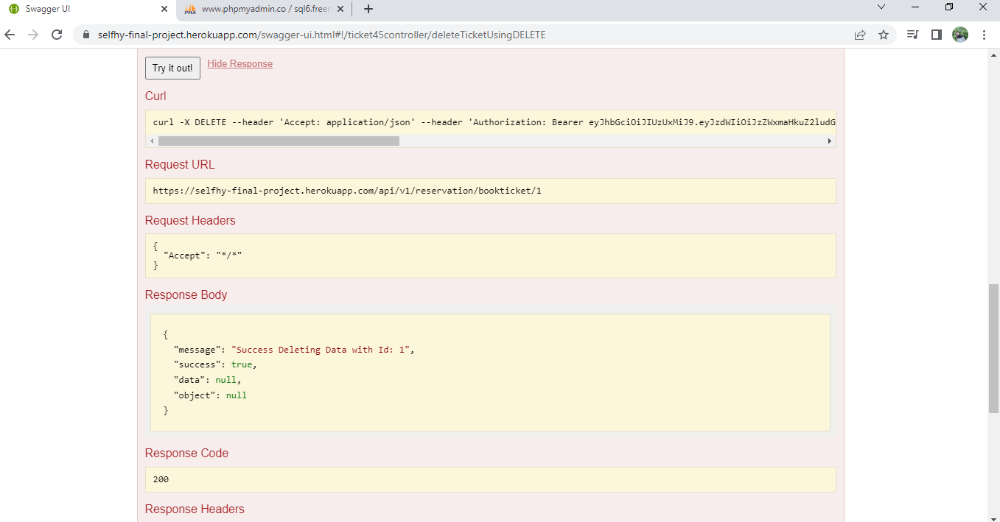 Swagger UI
www.phpmyadmin.co / sql6.freem
selfhy-final-project.herokuapp.com/swagger-ui.html#!/ticket45controller/deleteTicketUsingDELETE
Try it out!
Hide Response
Curl
curl -X DELETE --header 'Accept: application/json' --header 'Authorization: Bearer eyJhbGciOiJIUzUxMiJ9.eyJzdWIiOiJzZWxmaHkuZ2ludG
Request URL
https://selfhy-final-project.herokuapp.com/api/v1/reservation/bookticket/1
Request Headers
{
"Accept": "*/*"
}
Response Body
{
"message": "Success Deleting Data with Id: 1",
"success": true,
"data": null,
"object": null
}
Response Code
200
Response Headers